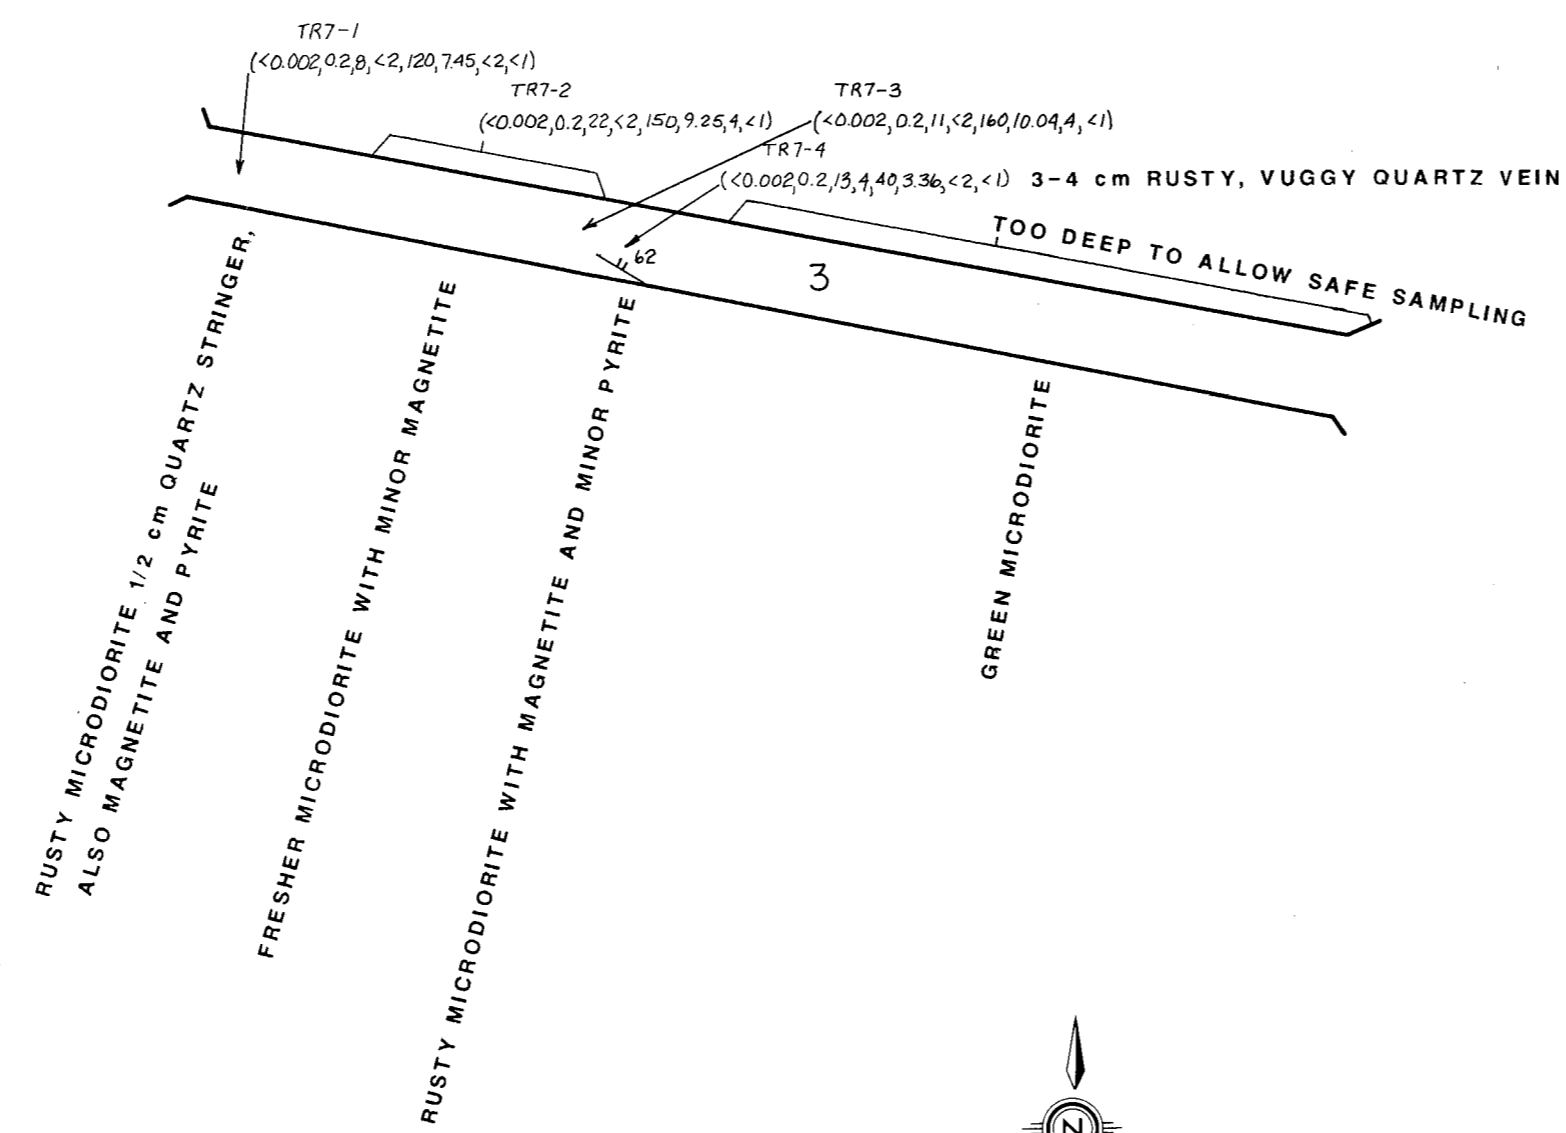 TR7-1
(<0.002,0.2,8,<2,120,7.45,<2,<1)
TR7-2
(<0.002,0.2,22,<2,150,9.25,4,<1)
TR7-3
(<0.002,0.2,11,<2,160,10.04,4,<1)
TR7-4
(<0.002,0.2,13,4,40,3.36,<2,<1) 3-4 cm RUSTY, VUGGY QUARTZ VEIN
TOO DEEP TO ALLOW SAFE SAMPLING
62
3
RUSTY MICRODIORITE 1/2 cm QUARTZ STRINGER,
ALSO MAGNETITE AND PYRITE
FRESHER MICRODIORITE WITH MINOR MAGNETITE
RUSTY MICRODIORITE WITH MAGNETITE AND MINOR PYRITE
GREEN MICRODIORITE
N